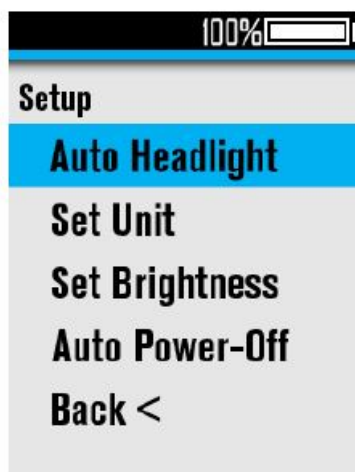 100%
Setup
Auto Headlight
Set Unit
Set Brightness
Auto Power-Off
Back <